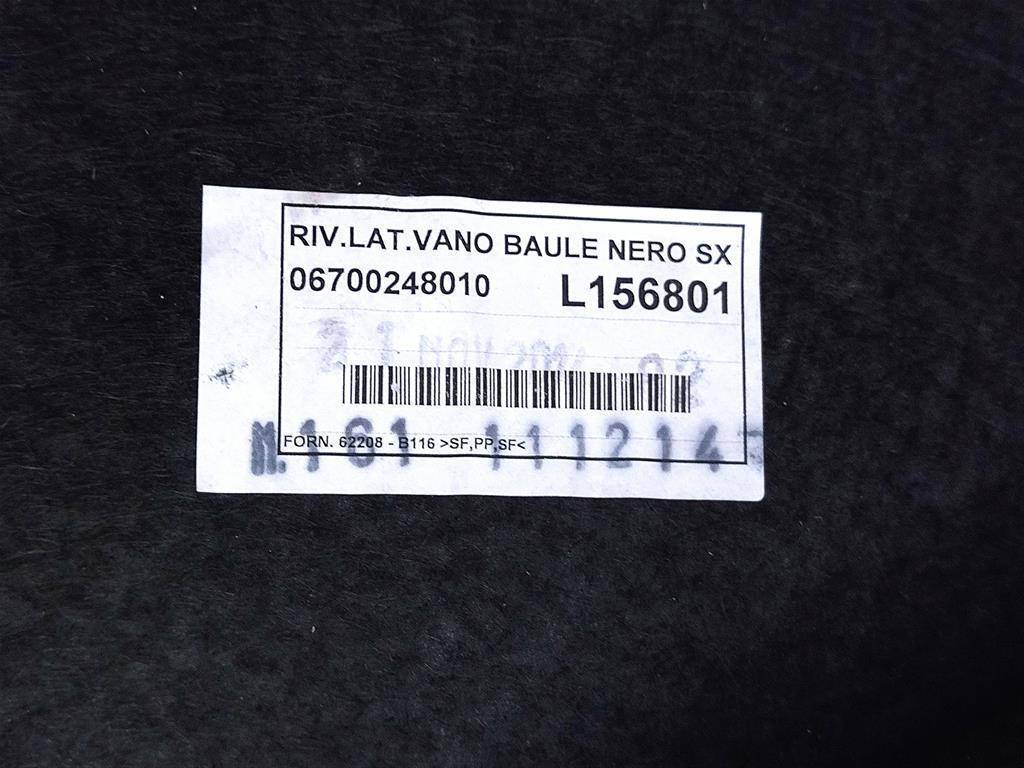 RIV.LAT.VANO BAULE NERO SX
06700248010
L156801
FORN. 62208 - B116 >SF,PP,SF<
M.161 111214